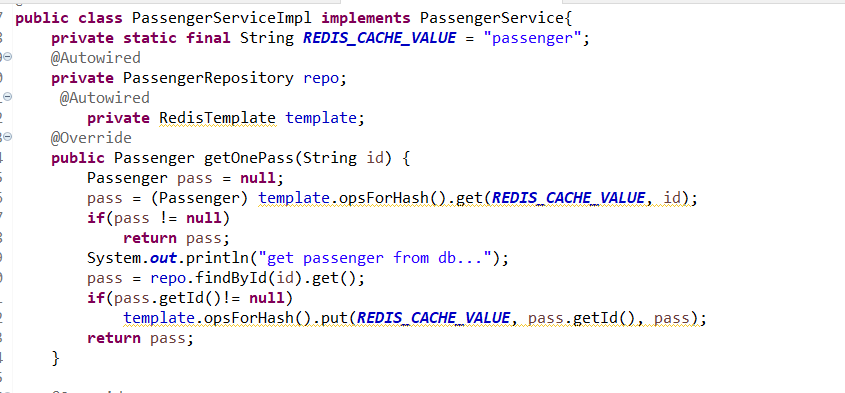 public class PassengerServiceImpl implements PassengerService{
    private static final String REDIS_CACHE_VALUE = "passenger";
    @Autowired
    private PassengerRepository repo;
     @Autowired
        private RedisTemplate template;
    @Override
    public Passenger getOnePass(String id) {
        Passenger pass = null;
        pass = (Passenger) template.opsForHash().get(REDIS_CACHE_VALUE, id);
        if(pass != null)
            return pass;
        System.out.println("get passenger from db...");
        pass = repo.findById(id).get();
        if(pass.getId()!= null)
            template.opsForHash().put(REDIS_CACHE_VALUE, pass.getId(), pass);
        return pass;
    }